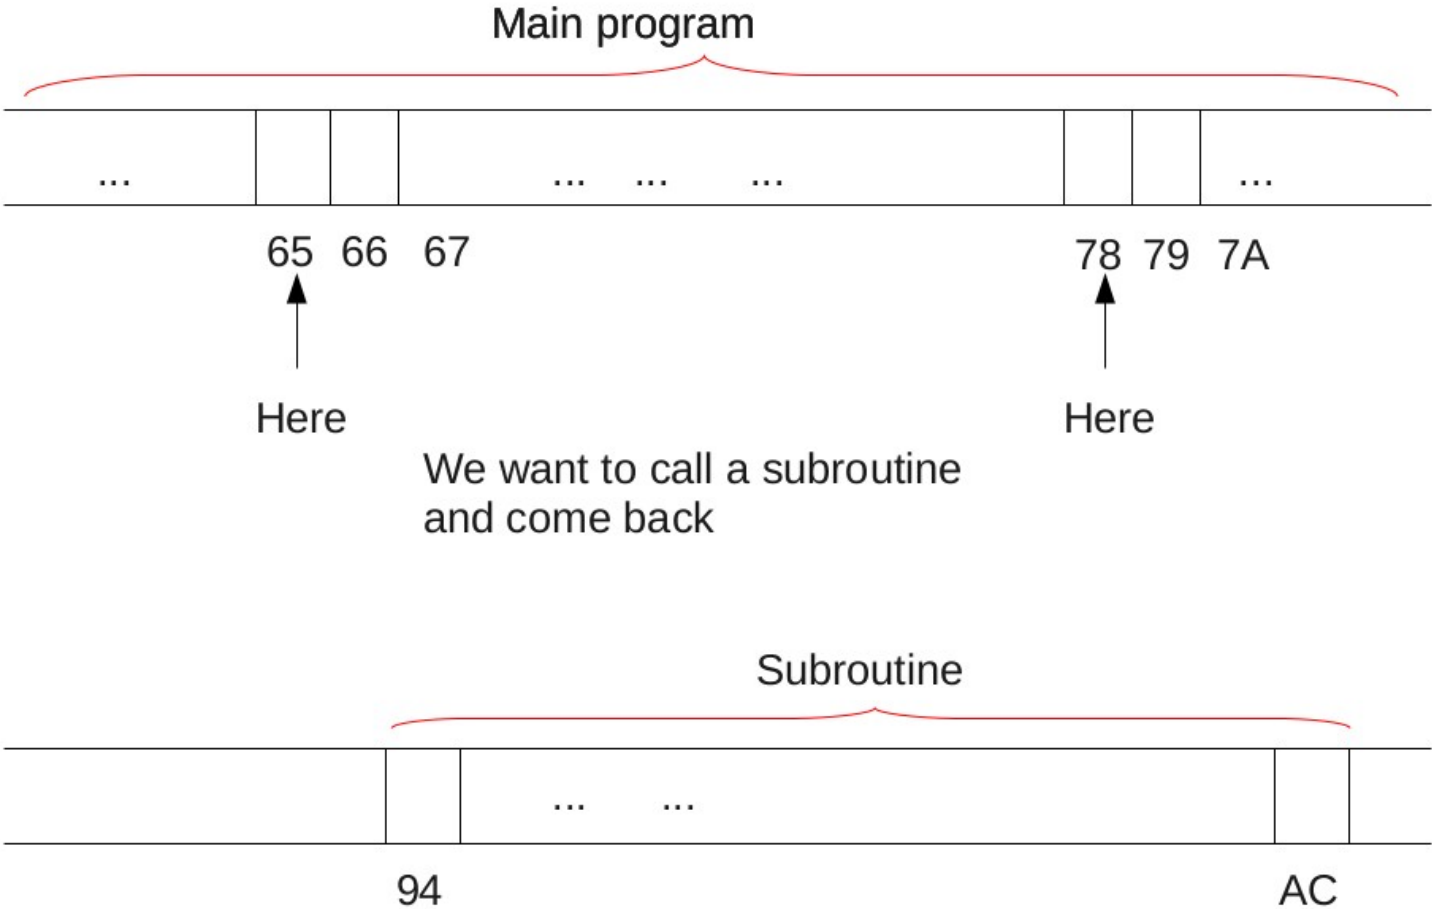 Main program
... ... ... ... ...
65 66 67 78 79 7A
Here Here
We want to call a subroutine
and come back
Subroutine
... ...
94 AC